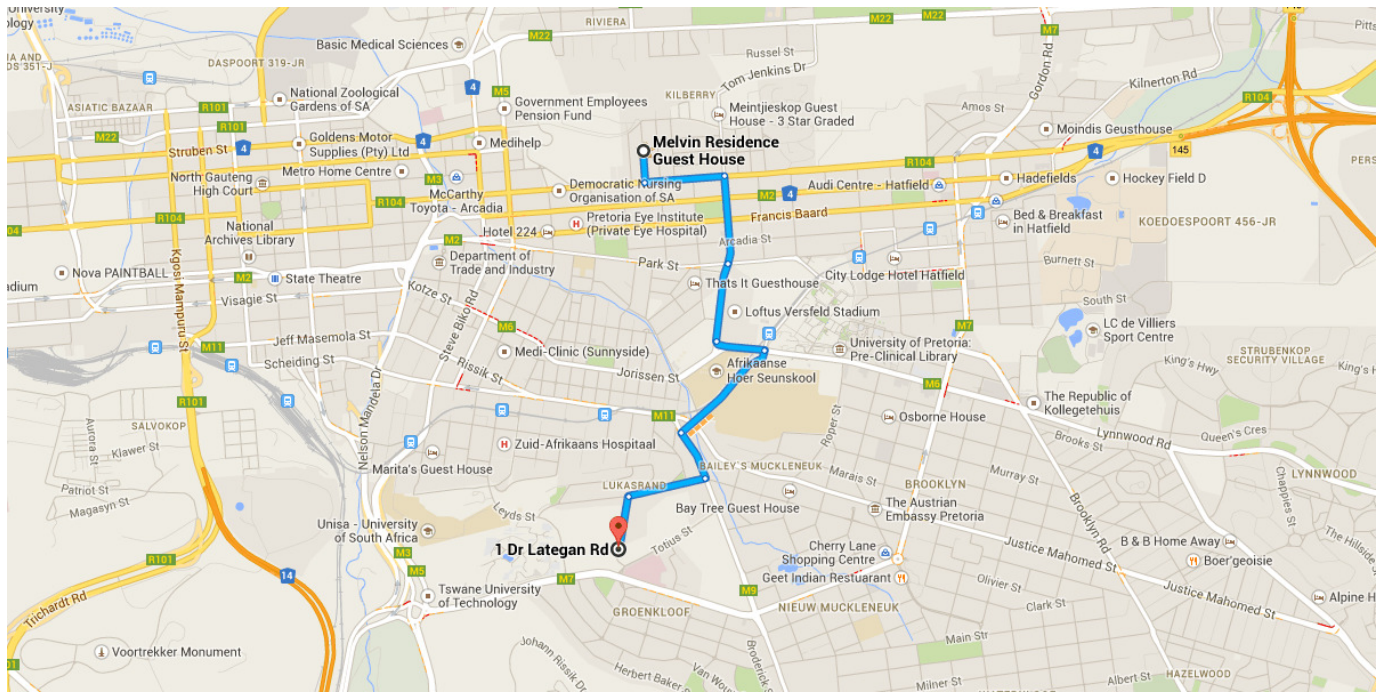 University
ology
RIVIERA
M22
M22
M22
Basic Medical Sciences
M7
Pitts
IA AND
DS 351-J
DASPOORT 319-JR
Russel St
Tom Jenkins Dr
Gordon Rd
Kilnerton Rd
4
M5
KILBERRY
ASIATIC BAZAAR
R101
National Zoological
Gardens of SA
Government Employees
Pension Fund
Meintjieskop Guest
House - 3 Star Graded
Amos St
R104
M22
R101
Struben St
4
Goldens Motor
Supplies (Pty) Ltd
4
Medihelp
Melvin Residence
Guest House
Moindis Geusthouse
4
145
PERS
North Gauteng
High Court
Metro Home Centre
M3
McCarthy
Toyota - Arcadia
Democratic Nursing
Organisation of SA
R104
M2
4
Audi Centre - Hatfield
Hadefields
Hockey Field D
R104
R104
National
Archives Library
Hotel 224
Pretoria Eye Institute
(Private Eye Hospital)
Francis Baard
Bed & Breakfast
in Hatfield
KOEDOESPOORT 456-JR
M2
Arcadia St
Kgosi Mampuru St
Nova PAINTBALL
M2
State Theatre
Department of
Trade and Industry
Park St
City Lodge Hotel Hatfield
Burnett St
adium
Visagie St
Kotze St
Steve Biko Rd
Thats It Guesthouse
South St
M6
Loftus Versfeld Stadium
M7
LC de Villiers
Sport Centre
M11
Jeff Masemola St
Scheiding St
Rissik St
Medi-Clinic (Sunnyside)
Jorissen St
Afrikaanse
Hoer Seunskool
University of Pretoria:
Pre-Clinical Library
M6
STRUBENKOP
SECURITY VILLAGE
King's Hwy
King's H
R101
Nelson Mandela Dr
M11
Roper St
Osborne House
The Republic of
Kollegetehuis
SALVOKOP
Aurora St
Klawer St
Zuid-Afrikaans Hospitaal
Brooks St
Lynnwood Rd
Queen's Cres
Marita's Guest House
BAILEY'S MUCKLENEUK
Marais St
Murray St
LYNNWOOD
Patriot St
Magasyn St
LUKASRAND
BROOKLYN
Chappies St
Leyds St
Bay Tree Guest House
The Austrian
Embassy Pretoria
Brooklyn Rd
Unisa - University
of South Africa
1 Dr Lategan Rd
Totius St
Cherry Lane
Shopping Centre
Justice Mahomed St
B & B Home Away
The Hillside St
R101
M3
M7
Geet Indian Restuarant
Boer'geoisie
14
M5
Tswane University
of Technology
M9
Olivier St
Justice Mahomed St
Alpine H
Trichardt Rd
GROENKLOOF
NIEUW MUCKLENEUK
Clark St
Johann Rissik Dr
Main Str
Voortrekker Monument
Herbert Baker St
Van Wo
Broderick St
Milner St
HAZELWOOD
Albert St